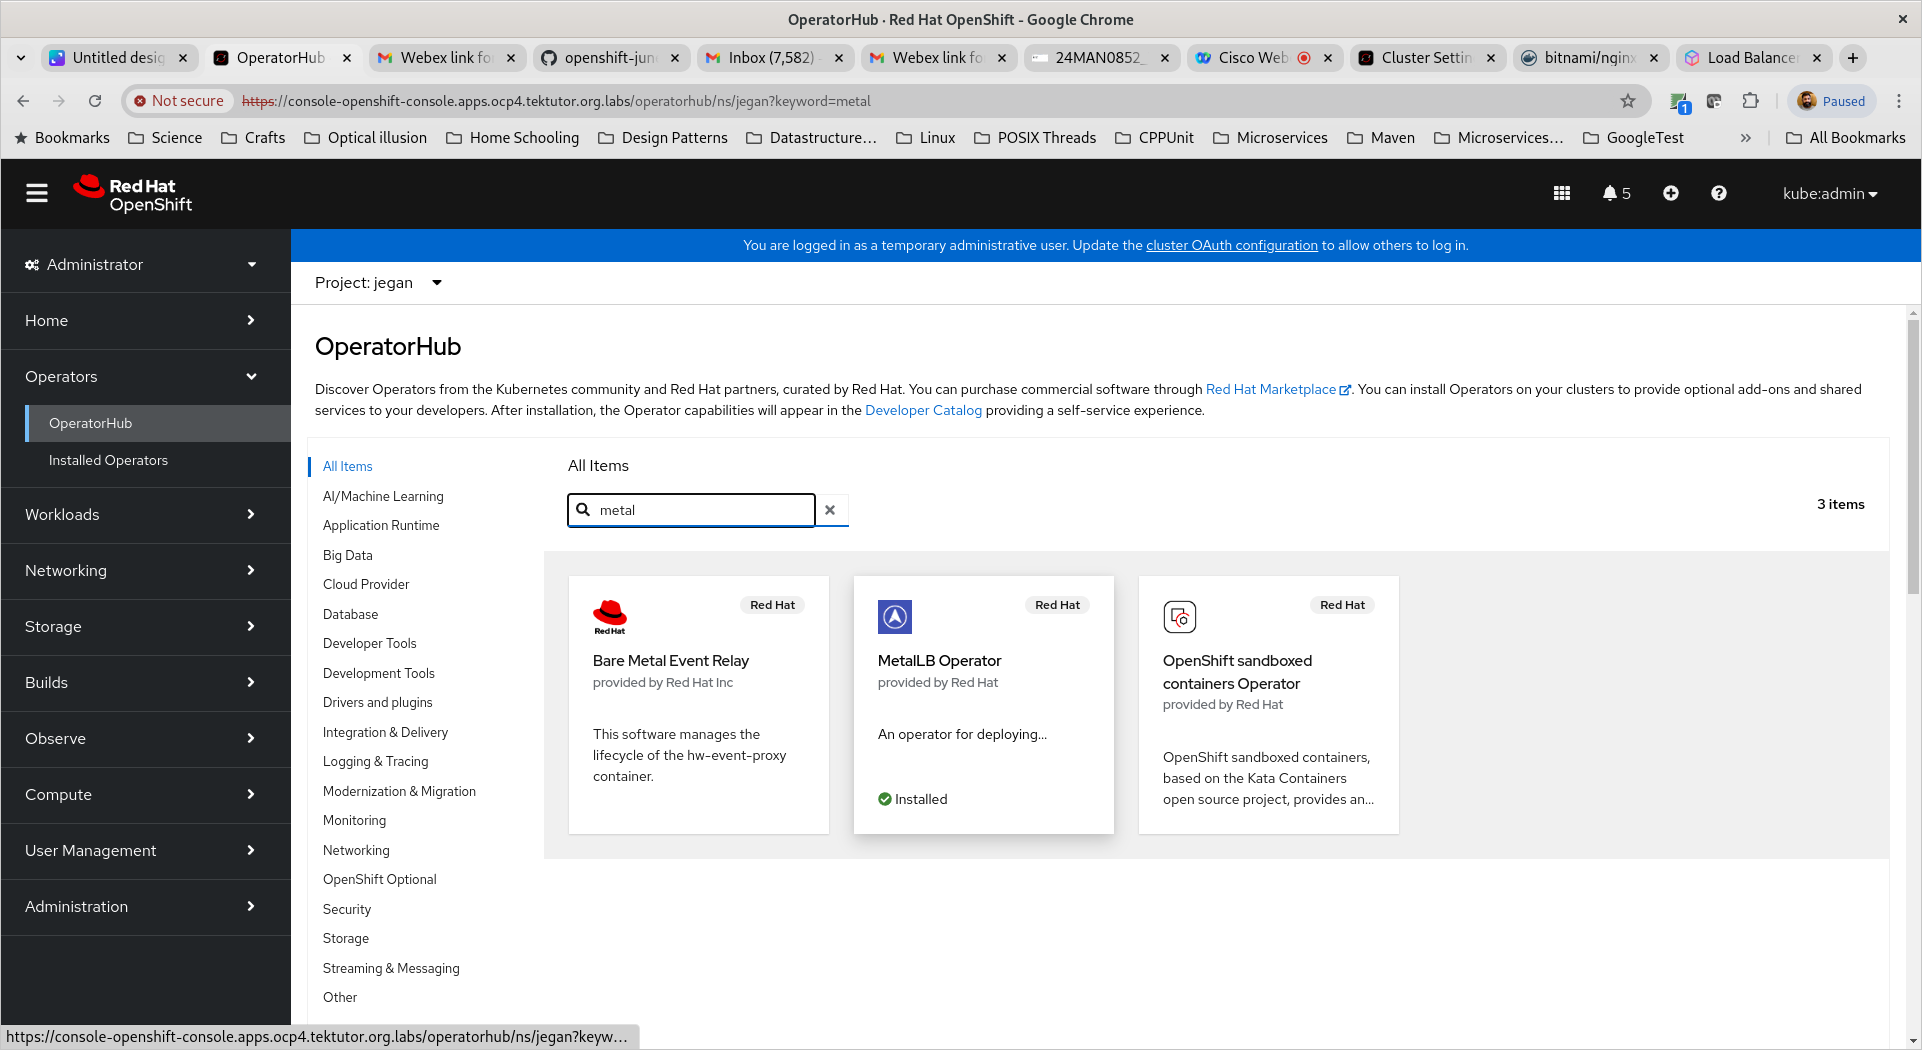 OperatorHub · Red Hat OpenShift - Google Chrome
Untitled desig
OperatorHub
Webex link fo
openshift-jun
Inbox (7,582)
Webex link fo
24MAN0852_
Cisco Web
Cluster Settin
bitnami/nginx
Load Balancer
Not secure
https://console-openshift-console.apps.ocp4.tektutor.org.labs/operatorhub/ns/jegan?keyword=metal
1
Paused
Bookmarks
Science
Crafts
Optical illusion
Home Schooling
Design Patterns
Datastructure…
Linux
POSIX Threads
CPPUnit
Microservices
Maven
Microservices…
GoogleTest
All Bookmarks
Red Hat
OpenShift
5
kube:admin
You are logged in as a temporary administrative user. Update the cluster OAuth configuration to allow others to log in.
Administrator
Home
Operators
OperatorHub
Installed Operators
Workloads
Networking
Storage
Builds
Observe
Compute
User Management
Administration
Project: jegan
OperatorHub
Discover Operators from the Kubernetes community and Red Hat partners, curated by Red Hat. You can purchase commercial software through Red Hat Marketplace. You can install Operators on your clusters to provide optional add-ons and shared
services to your developers. After installation, the Operator capabilities will appear in the Developer Catalog providing a self-service experience.
All Items
AI/Machine Learning
Application Runtime
Big Data
Cloud Provider
Database
Developer Tools
Development Tools
Drivers and plugins
Integration & Delivery
Logging & Tracing
Modernization & Migration
Monitoring
Networking
OpenShift Optional
Security
Storage
Streaming & Messaging
Other
All Items
metal
3 items
Red Hat
Red Hat
Bare Metal Event Relay
provided by Red Hat Inc
This software manages the
lifecycle of the hw-event-proxy
container.
Red Hat
MetalLB Operator
provided by Red Hat
An operator for deploying...
Installed
Red Hat
OpenShift sandboxed
containers Operator
provided by Red Hat
OpenShift sandboxed containers,
based on the Kata Containers
open source project, provides an...
https://console-openshift-console.apps.ocp4.tektutor.org.labs/operatorhub/ns/jegan?keyw…